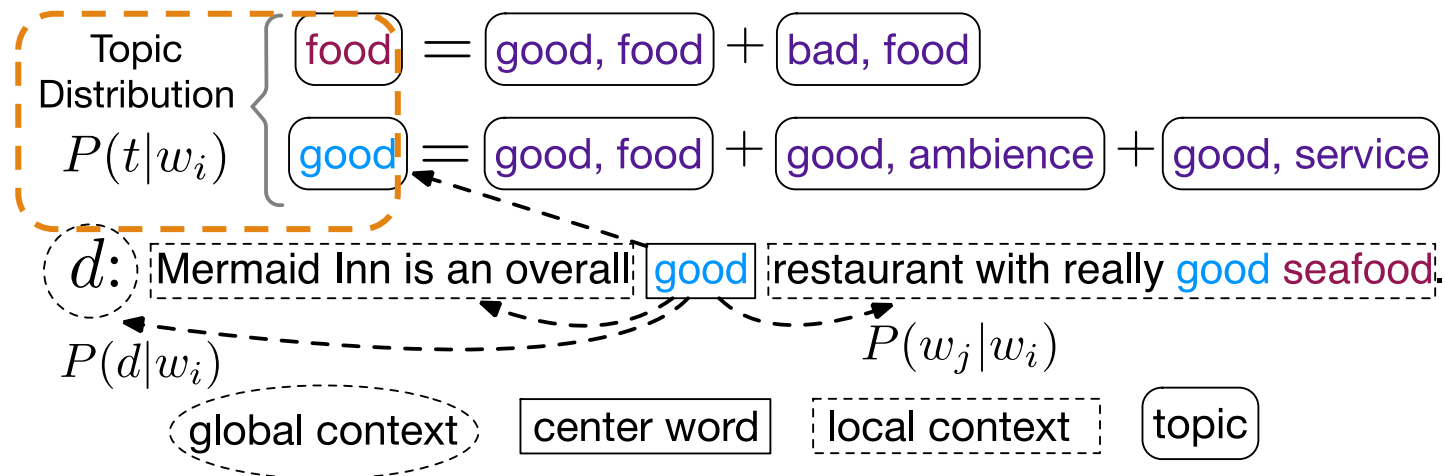 Topic Distribution P(t|w_i)
food = good, food + bad, food
good = good, food + good, ambience + good, service
d: Mermaid Inn is an overall good restaurant with really good seafood.
P(d|w_i) P(w_j|w_i)
global context center word local context topic